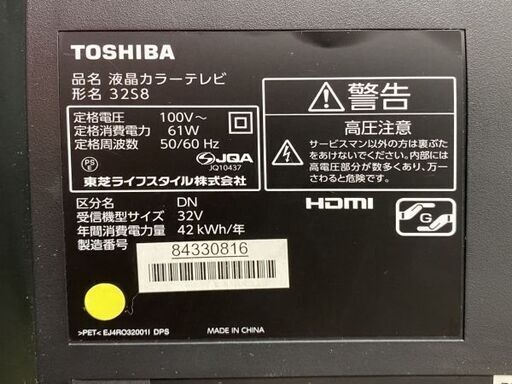 TOSHIBA
品名 液晶カラーテレビ
形名 32S8
定格電圧 100V～
定格消費電力 61W
定格周波数 50/60 Hz
PS
E
JQA
JQ10437
東芝ライフスタイル株式会社
警告
高圧注意
サービスマン以外の方は裏ぶた
をあけないでください。内部には
高電圧部分が数多くあり、万一
さわると危険です。
区分名 DN
受信機型サイズ 32V
年間消費電力量 42 kWh/年
製造番号
84330816
HDMI
G
>PET< EJ4RO32001I DPS
MADE IN CHINA